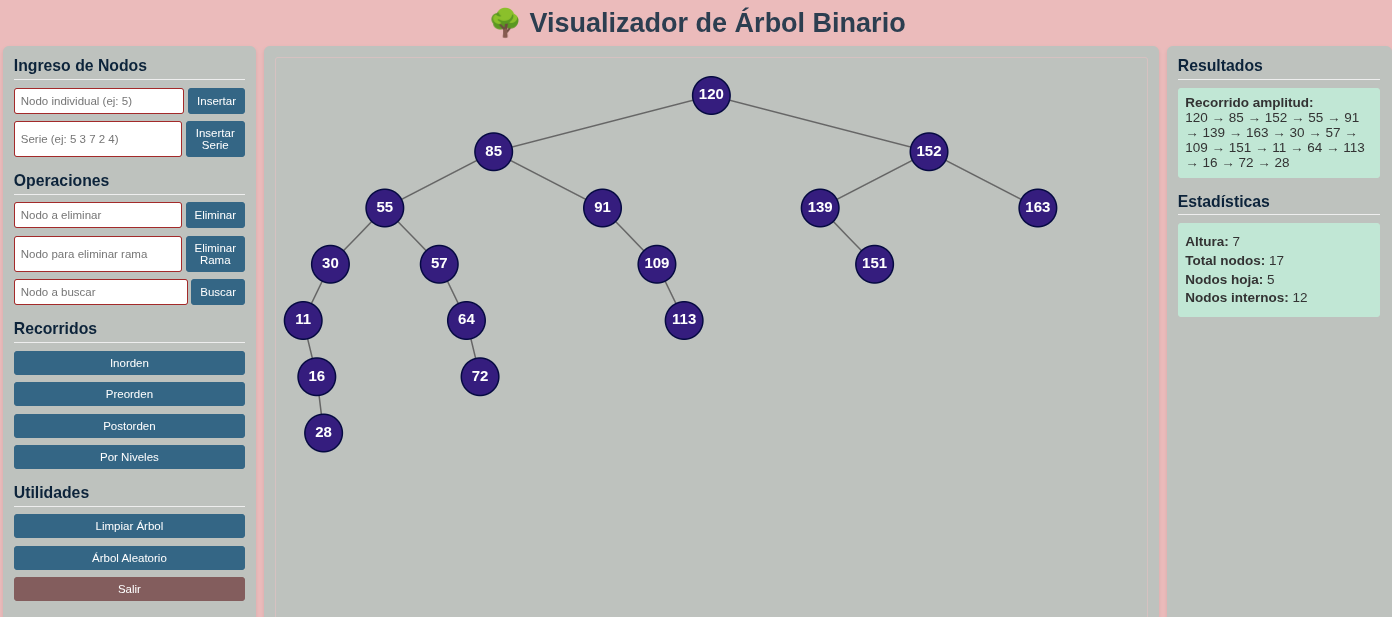 🌳 Visualizador de Árbol Binario
Ingreso de Nodos
Nodo individual (ej: 5)
Insertar
Serie (ej: 5 3 7 2 4)
Insertar
Serie
Operaciones
Nodo a eliminar
Eliminar
Nodo para eliminar rama
Eliminar
Rama
Nodo a buscar
Buscar
Recorridos
Inorden
Preorden
Postorden
Por Niveles
Utilidades
Limpiar Árbol
Árbol Aleatorio
Salir
120
85
152
55
91
139
163
30
57
109
151
11
64
113
16
72
28
Resultados
Recorrido amplitud:
120 → 85 → 152 → 55 → 91
→ 139 → 163 → 30 → 57 →
109 → 151 → 11 → 64 → 113
→ 16 → 72 → 28
Estadísticas
Altura: 7
Total nodos: 17
Nodos hoja: 5
Nodos internos: 12